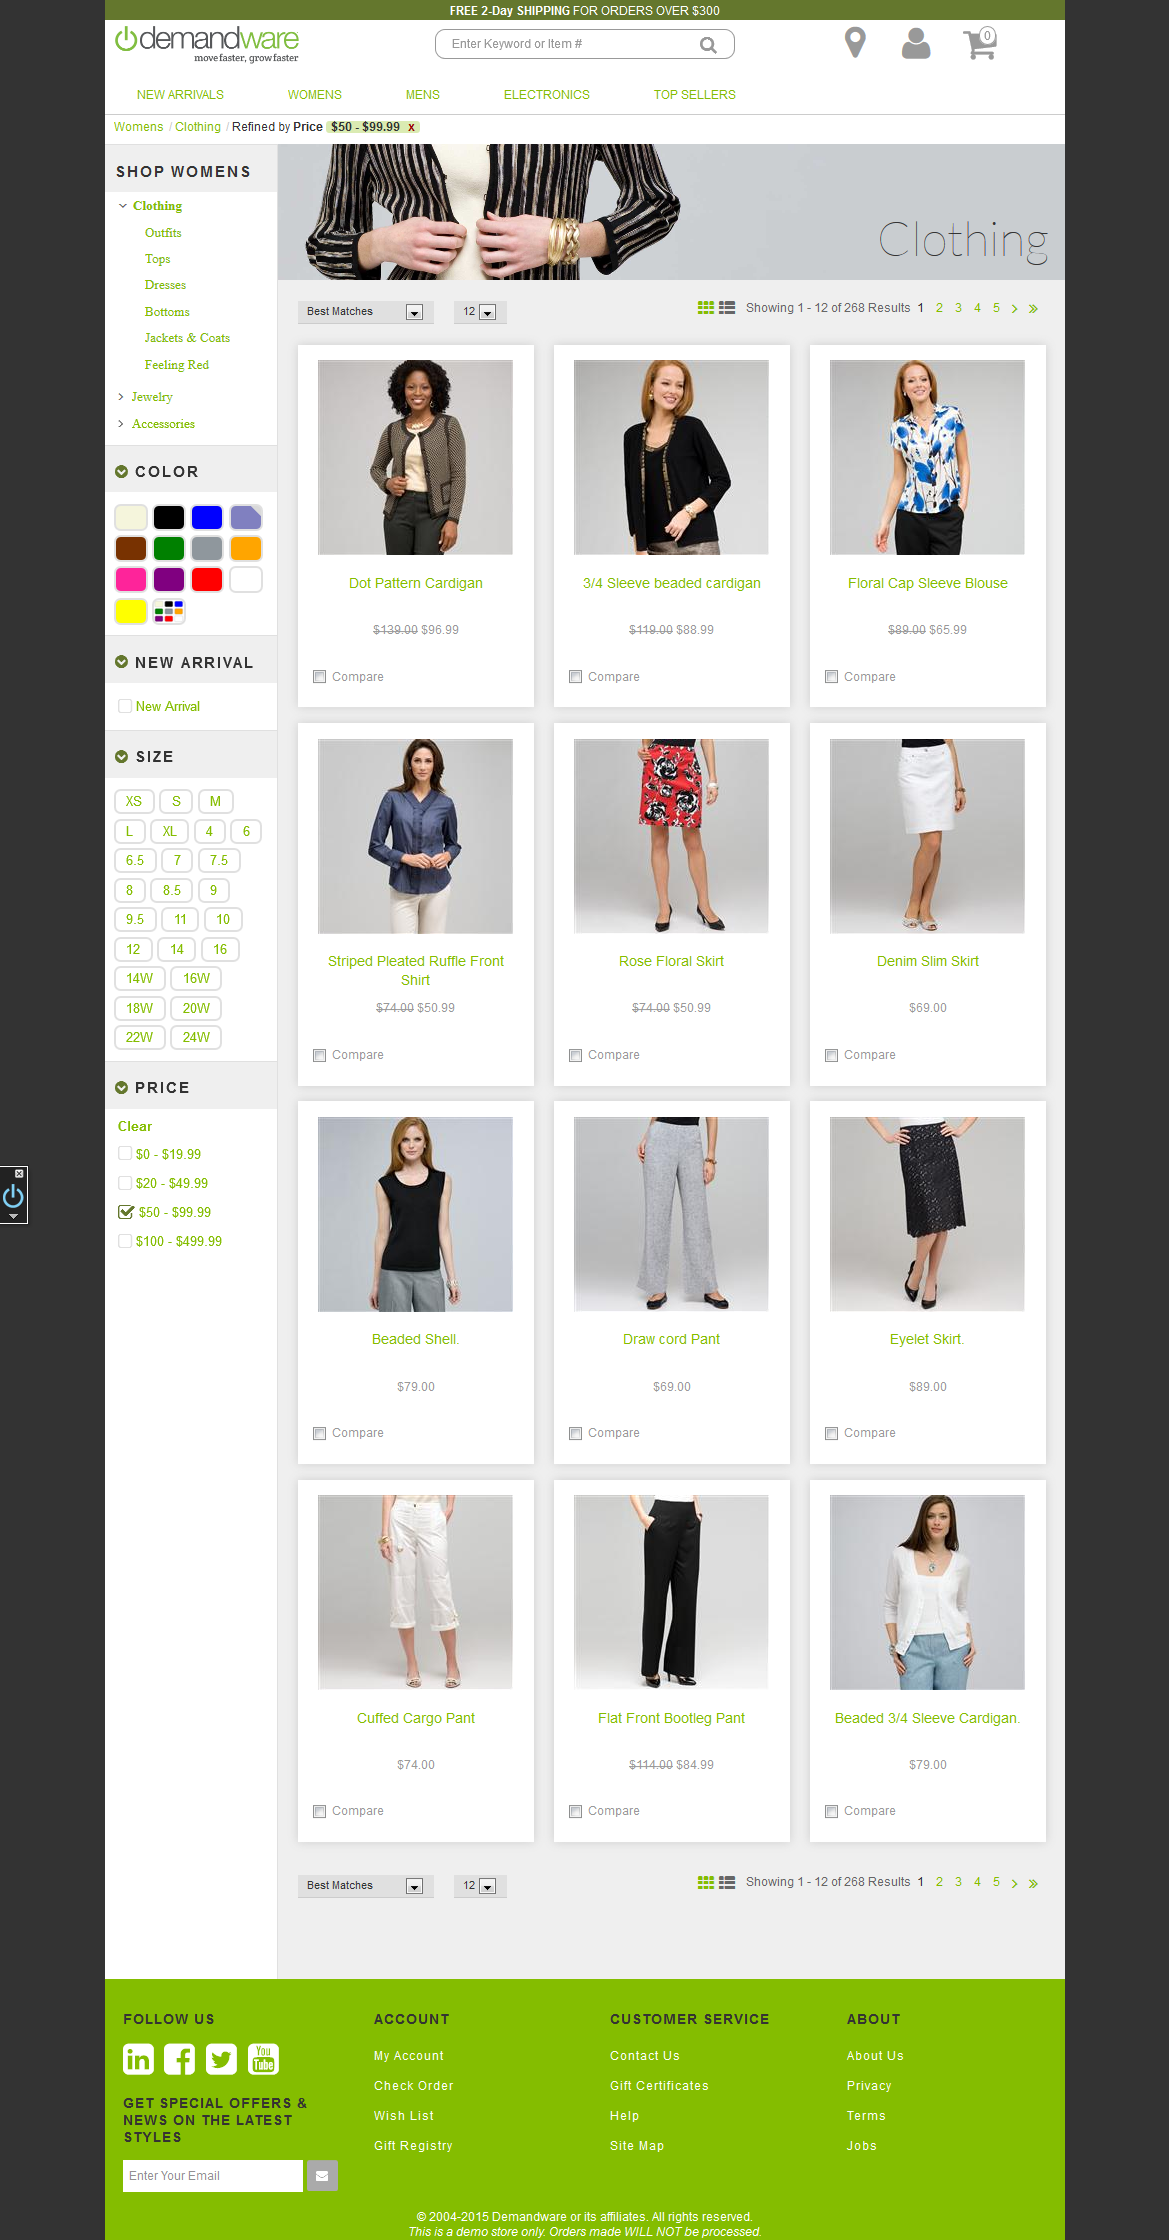 FREE 2-Day SHIPPING FOR ORDERS OVER $300
demandware
move faster, grow faster
Enter Keyword or Item #
0
NEW ARRIVALS WOMENS MENS ELECTRONICS TOP SELLERS
Womens / Clothing / Refined by Price $50 - $99.99 x
SHOP WOMENS
Clothing
Outfits
Tops
Dresses
Bottoms
Jackets & Coats
Feeling Red
Jewelry
Accessories
COLOR
NEW ARRIVAL
New Arrival
SIZE
XS S M
L XL 4 6
6.5 7 7.5
8 8.5 9
9.5 11 10
12 14 16
14W 16W
18W 20W
22W 24W
PRICE
Clear
$0 - $19.99
$20 - $49.99
$50 - $99.99
$100 - $499.99
Clothing
Best Matches 12 Showing 1 - 12 of 268 Results 1 2 3 4 5 > »
Dot Pattern Cardigan
$139.00 $96.99
Compare
3/4 Sleeve beaded cardigan
$119.00 $88.99
Compare
Floral Cap Sleeve Blouse
$89.00 $65.99
Compare
Striped Pleated Ruffle Front
Shirt
$74.00 $50.99
Compare
Rose Floral Skirt
$74.00 $50.99
Compare
Denim Slim Skirt
$69.00
Compare
Beaded Shell.
$79.00
Compare
Draw cord Pant
$69.00
Compare
Eyelet Skirt.
$89.00
Compare
Cuffed Cargo Pant
$74.00
Compare
Flat Front Bootleg Pant
$114.00 $84.99
Compare
Beaded 3/4 Sleeve Cardigan.
$79.00
Compare
Best Matches 12 Showing 1 - 12 of 268 Results 1 2 3 4 5 > »
FOLLOW US
You Tube
GET SPECIAL OFFERS &
NEWS ON THE LATEST
STYLES
Enter Your Email
ACCOUNT
My Account
Check Order
Wish List
Gift Registry
CUSTOMER SERVICE
Contact Us
Gift Certificates
Help
Site Map
ABOUT
About Us
Privacy
Terms
Jobs
© 2004-2015 Demandware or its affiliates. All rights reserved.
This is a demo store only. Orders made WILL NOT be processed.